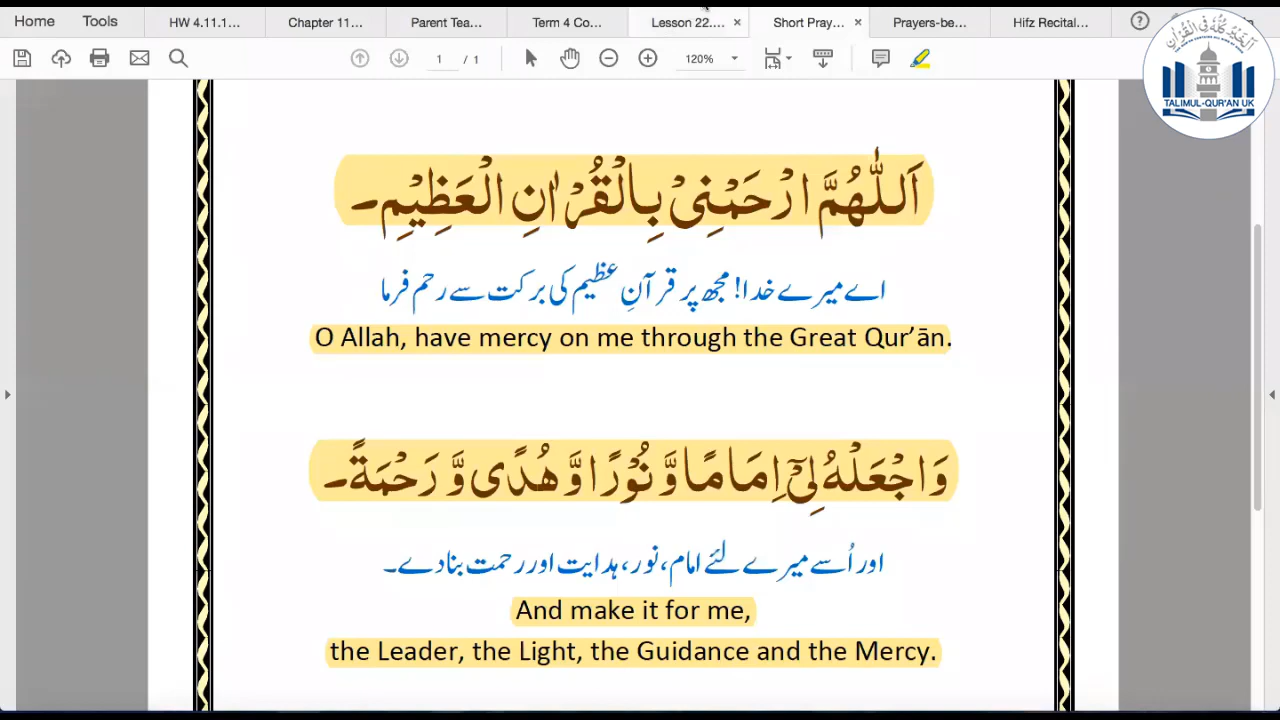 Home Tools HW 4.11.1... Chapter 11... Parent Tea... Term 4 Co... Lesson 22.... × Short Pray... × Prayers-be... Hifz Recital...
1 / 1 120%
TALIMUL-QUR'AN UK
اَللّٰهُمَّ ارْحَمْنِیْ بِالْقُرْاٰنِ الْعَظِيْمِ۔
اے میرے خدا! مجھ پر قرآنِ عظیم کی برکت سے رحم فرما
O Allah, have mercy on me through the Great Qur’ān.
وَاجْعَلْهُ لِیْٓ اِمَامًا وَّ نُوْرًا وَّ هُدًی وَّ رَحْمَةً۔
اور اُسے میرے لئے امام، نور، ہدایت اور رحمت بنادے۔
And make it for me,
the Leader, the Light, the Guidance and the Mercy.